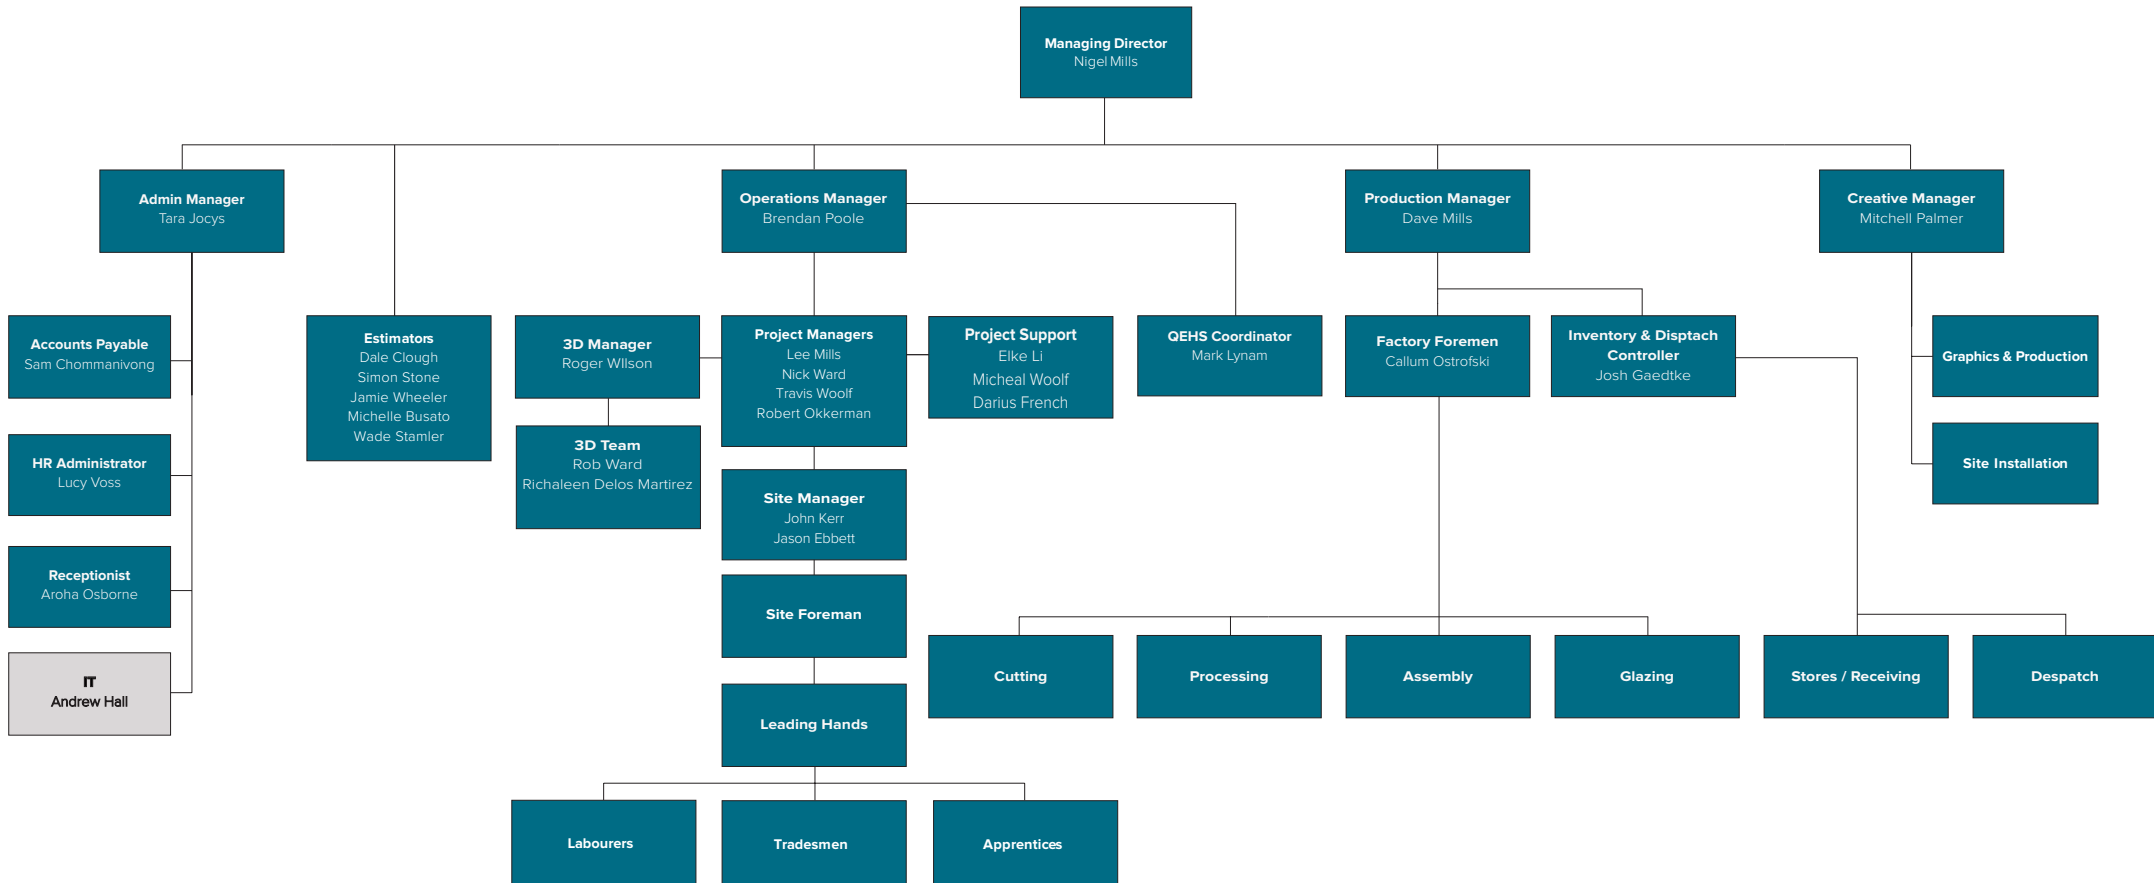 Managing Director
Nigel Mills
Admin Manager
Tara Jocys
Operations Manager
Brendan Poole
Production Manager
Dave Mills
Creative Manager
Mitchell Palmer
Accounts Payable
Sam Chommanivong
Estimators
Dale Clough
Simon Stone
Jamie Wheeler
Michelle Busato
Wade Stamler
3D Manager
Roger WIlson
Project Managers
Lee Mills
Nick Ward
Travis Woolf
Robert Okkerman
Project Support
Elke Li
Micheal Woolf
Darius French
QEHS Coordinator
Mark Lynam
Factory Foremen
Callum Ostrofski
Inventory & Disptach
Controller
Josh Gaedtke
Graphics & Production
HR Administrator
Lucy Voss
3D Team
Rob Ward
Richaleen Delos Martirez
Site Installation
Site Manager
John Kerr
Jason Ebbett
Receptionist
Aroha Osborne
Site Foreman
IT
Andrew Hall
Cutting
Processing
Assembly
Glazing
Stores / Receiving
Despatch
Leading Hands
Labourers
Tradesmen
Apprentices